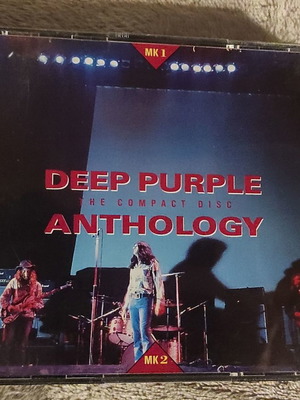 MK 1
DEEP PURPLE
THE COMPACT DISC
ANTHOLOGY
MK 2